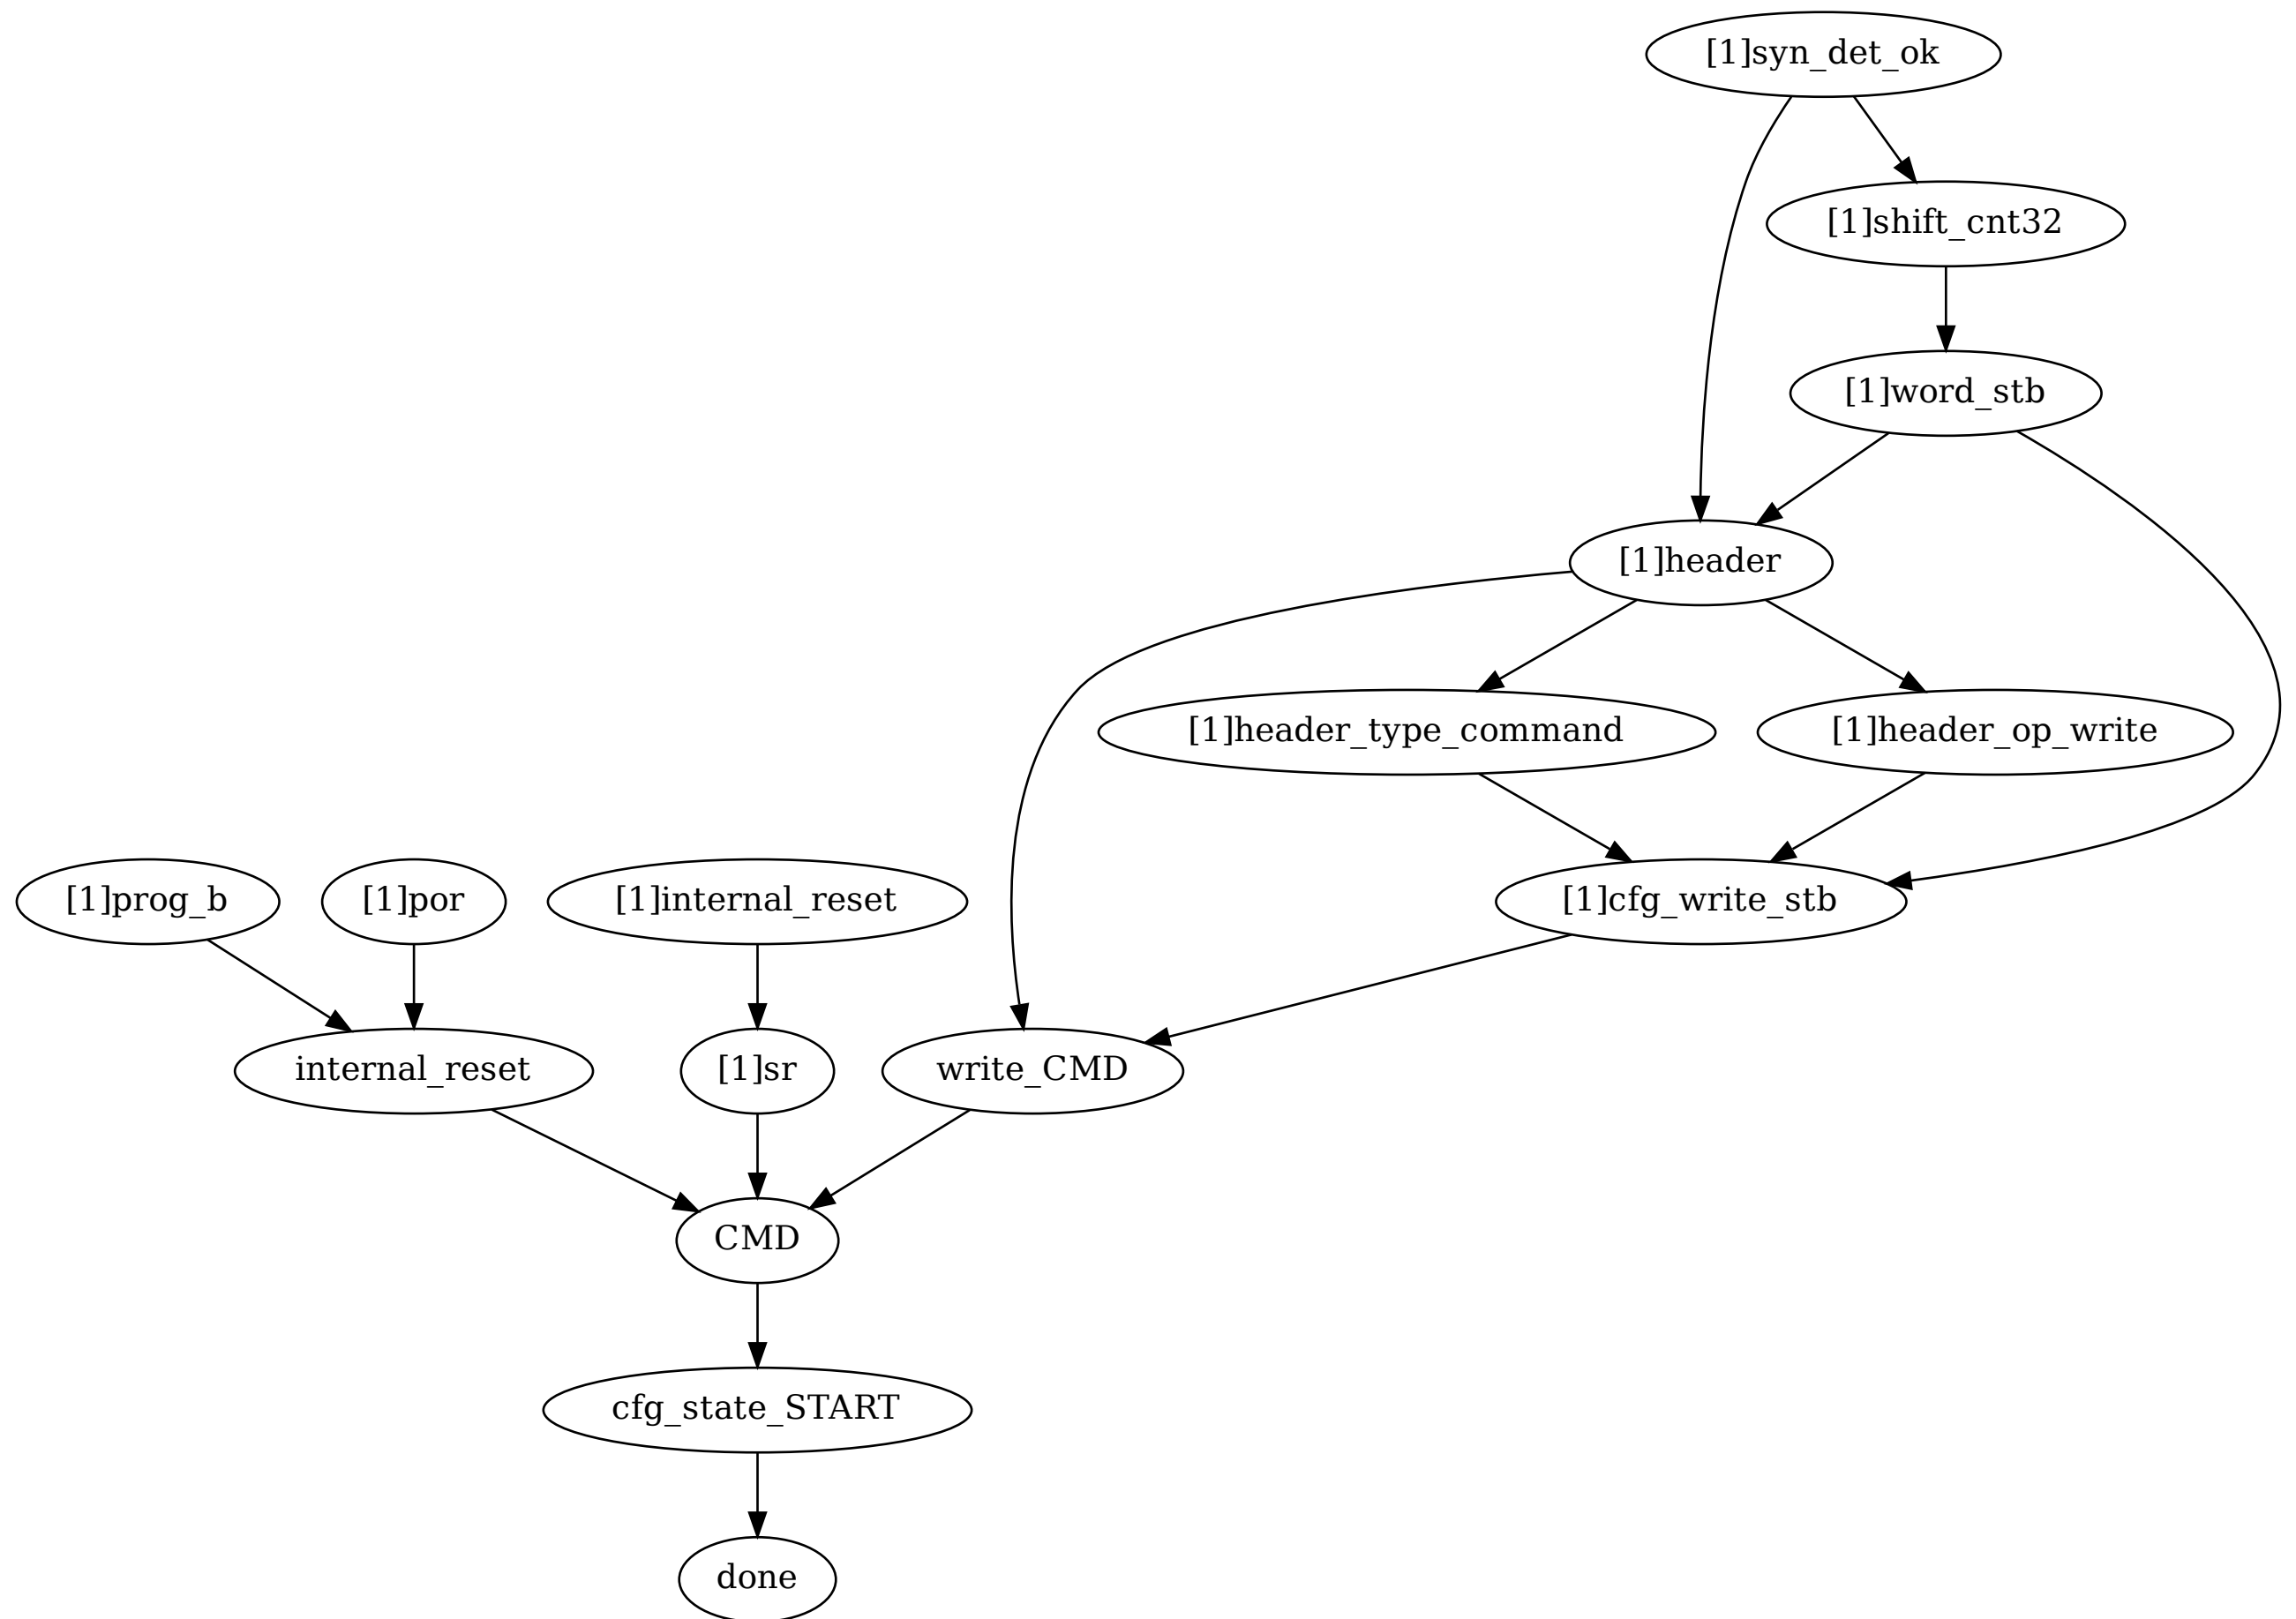 [1]syn_det_ok
[1]shift_cnt32
[1]word_stb
[1]header
[1]header_type_command
[1]header_op_write
[1]prog_b
[1]por
[1]internal_reset
[1]cfg_write_stb
internal_reset
[1]sr
write_CMD
CMD
cfg_state_START
done